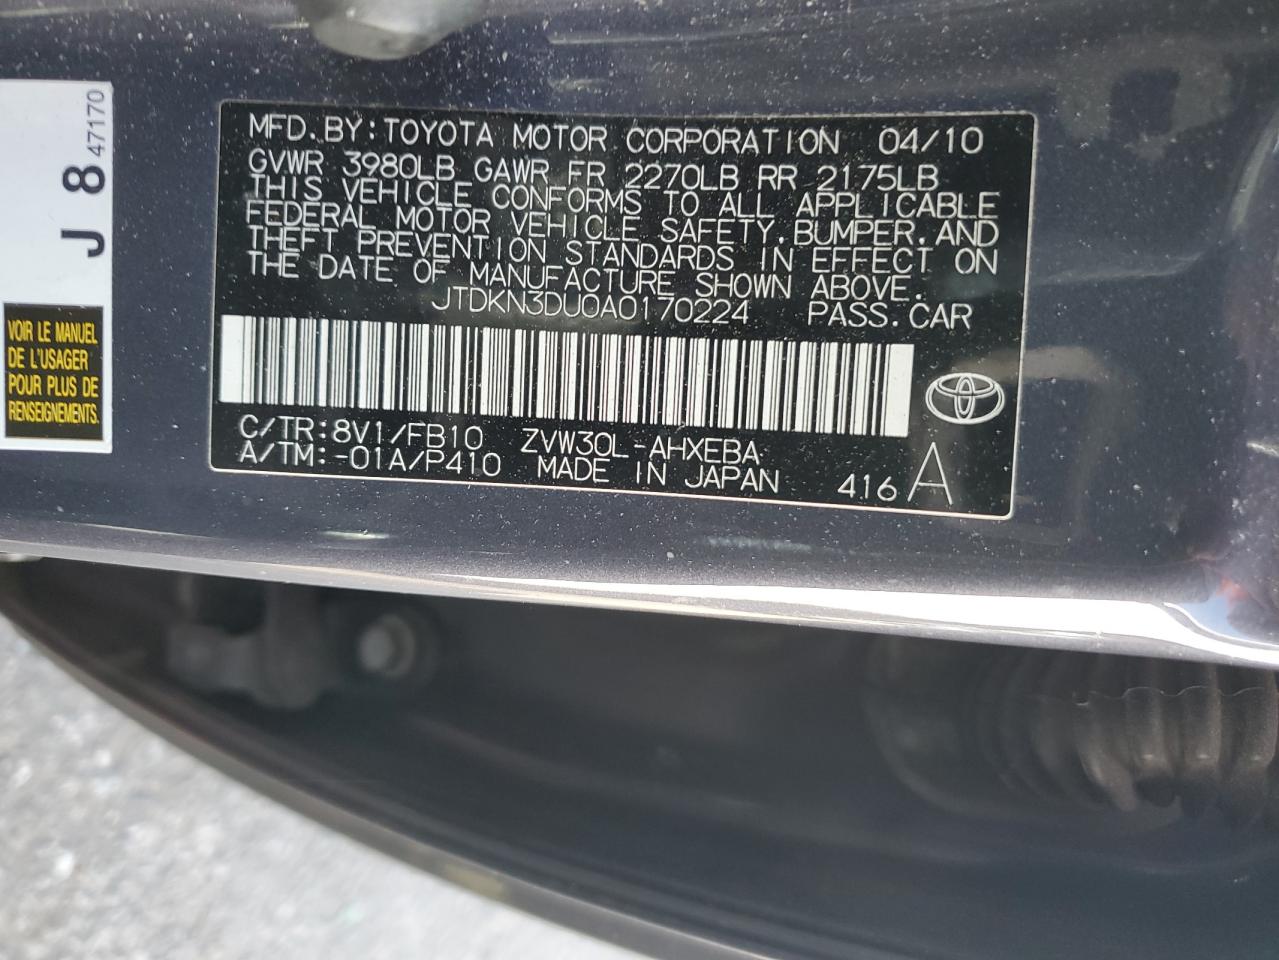 J 8 47170
VOIR LE MANUEL
DE L'USAGER
POUR PLUS DE
RENSEIGNEMENTS.
MFD.BY:TOYOTA MOTOR CORPORATION 04/10
GVWR 3980LB GAWR FR 2270LB RR 2175LB
THIS VEHICLE CONFORMS TO ALL APPLICABLE
FEDERAL MOTOR VEHICLE SAFETY,BUMPER,AND
THEFT PREVENTION STANDARDS IN EFFECT ON
THE DATE OF MANUFACTURE SHOWN ABOVE.
JTDKN3DU0A0170224 PASS.CAR
C/TR:8V1/FB10 ZVW30L-AHXEBA
A/TM:-01A/P410 MADE IN JAPAN 416 A